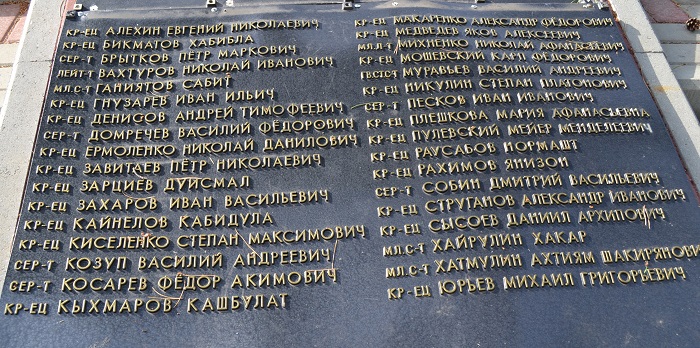 КР-ЕЦ АЛЕХИН ЕВГЕНИЙ НИКОЛАЕВИЧ
КР-ЕЦ БИКМАТОВ ХАБИБЛА
СЕР-Т БРЫТКОВ ПЁТР МАРКОВИЧ
ЛЕЙТ-Т ВАХТУРОВ НИКОЛАЙ ИВАНОВИЧ
МЛ.С-Т ГАНИЯТОВ САБИТ
КР-ЕЦ ГНУЗАРЕВ ИВАН ИЛЬИЧ
КР-ЕЦ ДЕНИСОВ АНДРЕЙ ТИМОФЕЕВИЧ
СЕР-Т ДОМРЕЧЕВ ВАСИЛИЙ ФЁДОРОВИЧ
КР-ЕЦ ЕРМОЛЕНКО НИКОЛАЙ ДАНИЛОВИЧ
КР-ЕЦ ЗАВИТАЕВ ПЁТР НИКОЛАЕВИЧ
КР-ЕЦ ЗАРЦИЕВ ДУЙСМАЛ
КР-ЕЦ ЗАХАРОВ ИВАН ВАСИЛЬЕВИЧ
КР-ЕЦ КАЙНЕЛОВ КАБИДУЛА
КР-ЕЦ КИСЕЛЕНКО СТЕПАН МАКСИМОВИЧ
СЕР-Т КОЗУП ВАСИЛИЙ АНДРЕЕВИЧ
СЕР-Т КОСАРЕВ ФЁДОР АКИМОВИЧ
КР-ЕЦ КЫХМАРОВ КАШБУЛАТ
КР-ЕЦ МАКАРЕНКО АЛЕКСАНДР ФЁДОРОВИЧ
КР-ЕЦ МЕДВЕДЕВ ЯКОВ АЛЕКСЕЕВИЧ
МЛ.Л-Т МИХНЕНКО НИКОЛАЙ АФАНАСЬЕВИЧ
КР-ЕЦ МОШЕВСКИЙ КАРП ФЁДОРОВИЧ
ГВСТСТ МУРАВЬЕВ ВАСИЛИЙ АНДРЕЕВИЧ
КР-ЕЦ НИКУЛИН СТЕПАН ПЛАТОНОВИЧ
СЕР-Т ПЕСКОВ ИВАН ИВАНОВИЧ
КР-ЕЦ ПЛЕШКОВА МАРИЯ АФАНАСЬЕВНА
КР-ЕЦ ПУЛЕВСКИЙ МЕЙЕР МЕНДЕЛЕЕВИЧ
КР-ЕЦ РАУСАБОВ НОРМАШТ
КР-ЕЦ РАХИМОВ ЯНИЗОН
СЕР-Т СОБИН ДМИТРИЙ ВАСИЛЬЕВИЧ
КР-ЕЦ СТРУГАНОВ АЛЕКСАНДР ИВАНОВИЧ
КР-ЕЦ СЫСОЕВ ДАНИИЛ АРХИПОВИЧ
МЛ.С-Т ХАЙРУЛИН ХАКАР
МЛ.С-Т ХАТМУЛИН АХТИЯМ ШАКИРЯНОВИЧ
КР-ЕЦ ЮРЬЕВ МИХАИЛ ГРИГОРЬЕВИЧ